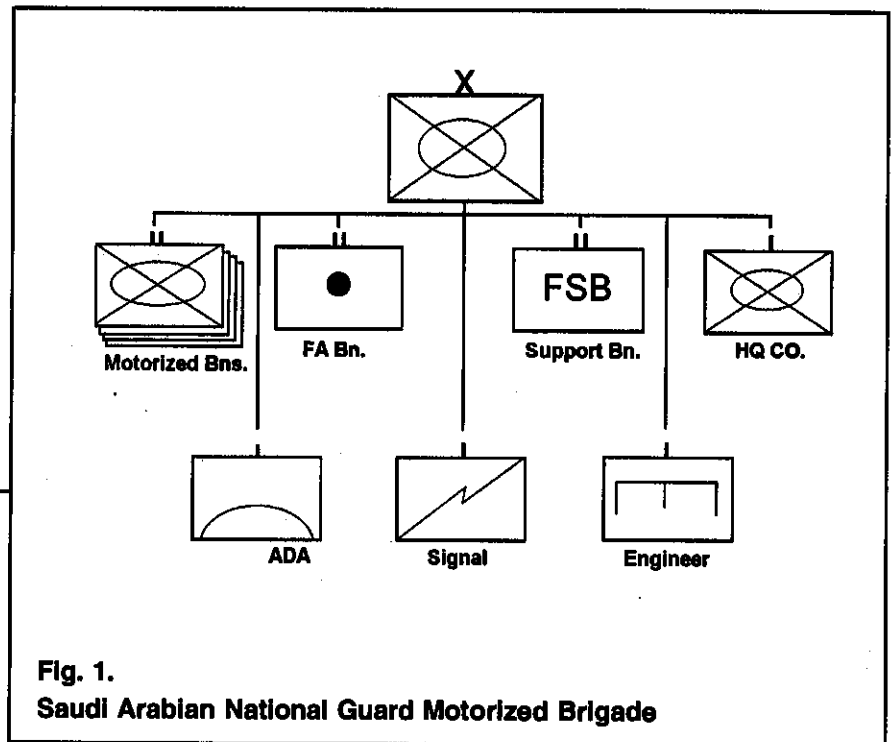 X
Motorized Bns.
FA Bn.
FSB
Support Bn.
HQ CO.
ADA
Signal
Engineer
Fig. 1.
Saudi Arabian National Guard Motorized Brigade